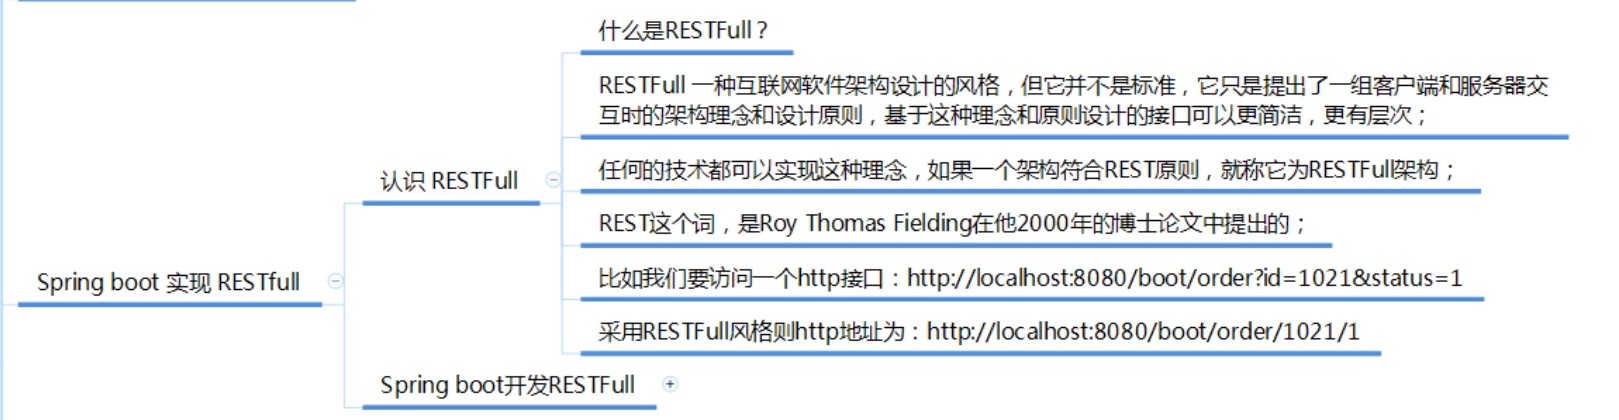 什么是RESTFull？
RESTFull 一种互联网软件架构设计的风格，但它并不是标准，它只是提出了一组客户端和服务器交
互时的架构理念和设计原则，基于这种理念和原则设计的接口可以更简洁，更有层次；
任何的技术都可以实现这种理念，如果一个架构符合REST原则，就称它为RESTFull架构；
认识 RESTFull
REST这个词，是Roy Thomas Fielding在他2000年的博士论文中提出的；
Spring boot 实现 RESTfull
比如我们要访问一个http接口：http://localhost:8080/boot/order?id=1021&status=1
采用RESTFull风格则http地址为：http://localhost:8080/boot/order/1021/1
Spring boot开发RESTFull